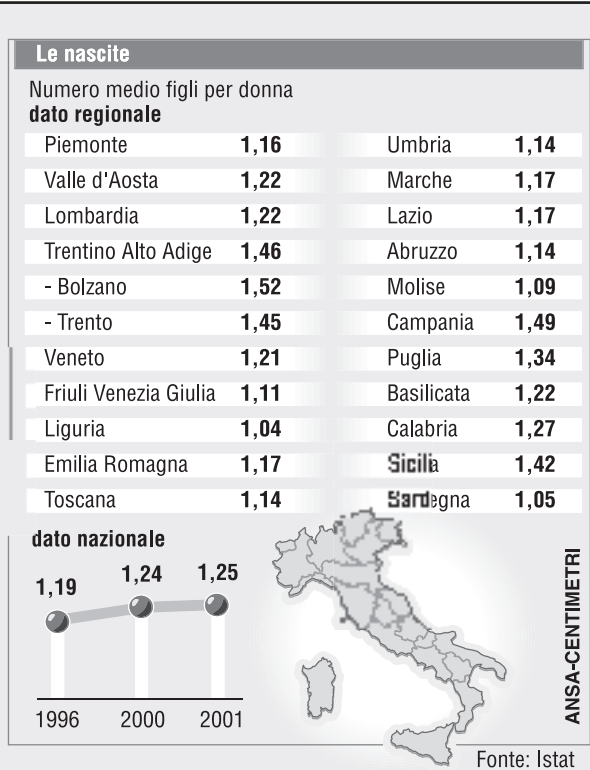 Le nascite
Numero medio figli per donna
dato regionale
Piemonte 1,16
Valle d'Aosta 1,22
Lombardia 1,22
Trentino Alto Adige 1,46
- Bolzano 1,52
- Trento 1,45
Veneto 1,21
Friuli Venezia Giulia 1,11
Liguria 1,04
Emilia Romagna 1,17
Toscana 1,14
Umbria 1,14
Marche 1,17
Lazio 1,17
Abruzzo 1,14
Molise 1,09
Campania 1,49
Puglia 1,34
Basilicata 1,22
Calabria 1,27
Sicilia 1,42
Sardegna 1,05
dato nazionale
1,19 1,24 1,25
1996 2000 2001
ANSA-CENTIMETRI
Fonte: Istat